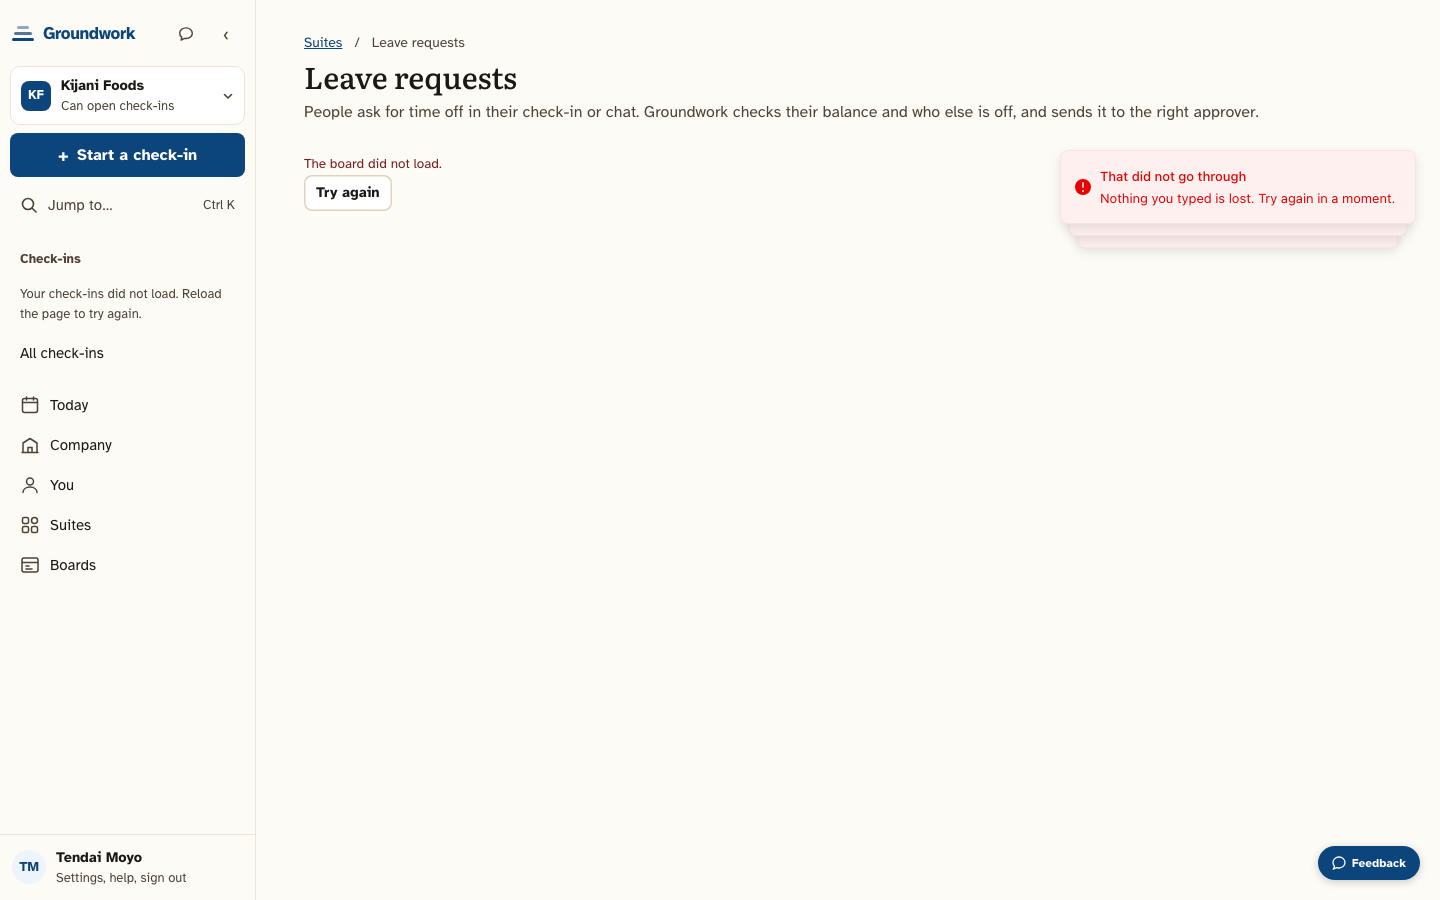 Groundwork
KF
Kijani Foods
Can open check-ins
+ Start a check-in
Jump to...
Ctrl K
Check-ins
Your check-ins did not load. Reload
the page to try again.
All check-ins
Today
Company
You
Suites
Boards
TM
Tendai Moyo
Settings, help, sign out
Suites / Leave requests
Leave requests
People ask for time off in their check-in or chat. Groundwork checks their balance and who else is off, and sends it to the right approver.
The board did not load.
Try again
That did not go through
Nothing you typed is lost. Try again in a moment.
Feedback